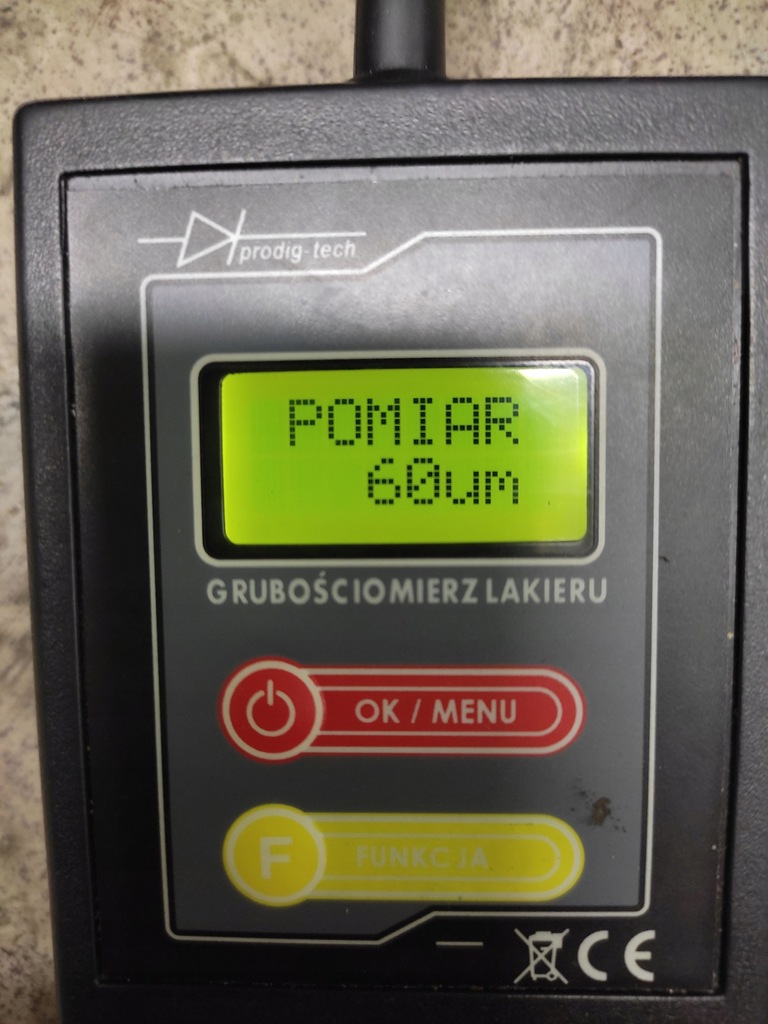 prodig-tech
POMIAR
60um
GRUBOŚCIOMIERZ LAKIERU
OK / MENU
F FUNKCJA
CE